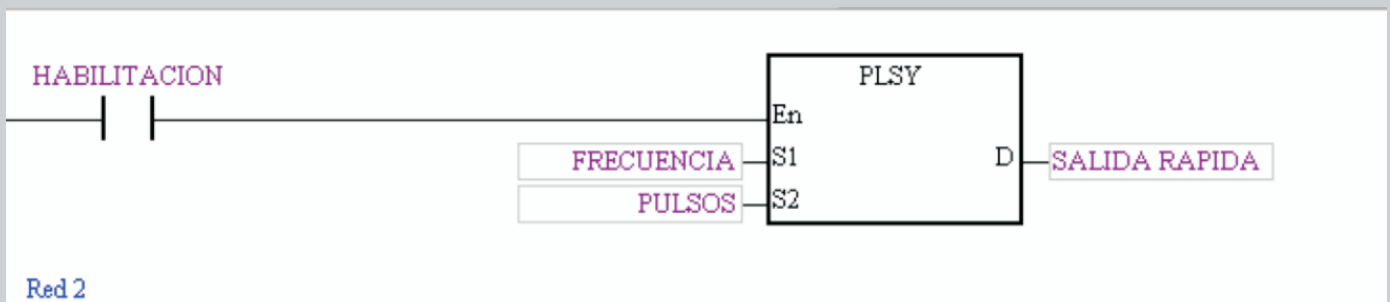 HABILITACION
PLSY
En
FRECUENCIA S1 D SALIDA RAPIDA
PULSOS S2
Red 2